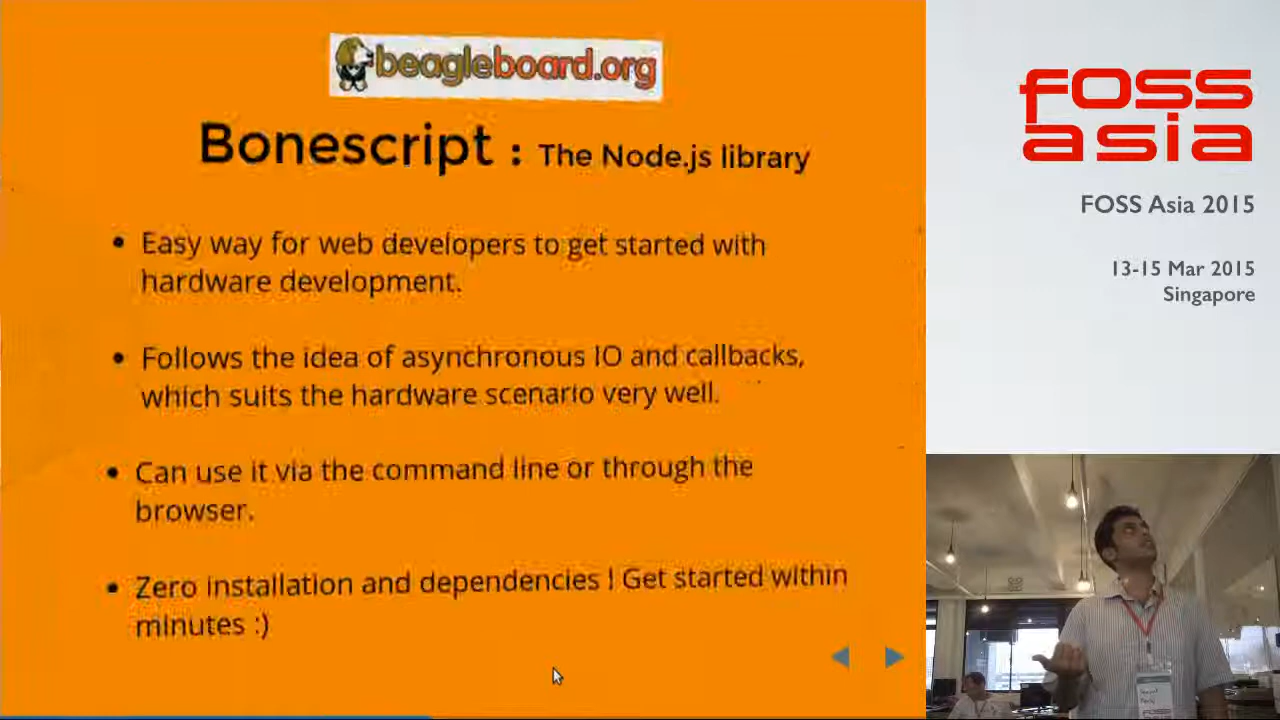 beagleboard.org
Bonescript : The Node.js library
• Easy way for web developers to get started with
hardware development.
• Follows the idea of asynchronous IO and callbacks,
which suits the hardware scenario very well.
• Can use it via the command line or through the
browser.
• Zero installation and dependencies ! Get started within
minutes :)
FOSS
asia
FOSS Asia 2015
13-15 Mar 2015
Singapore